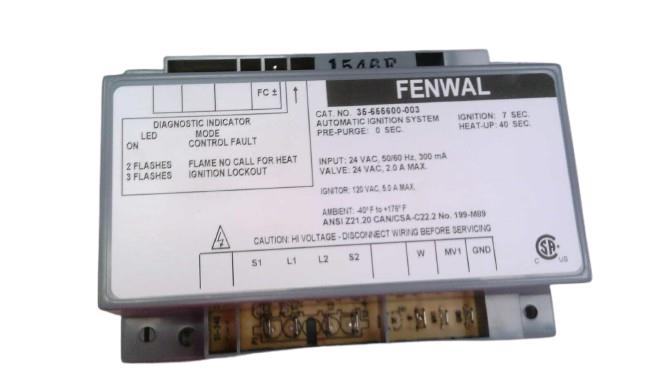 1546F
FENWAL
FC ±
DIAGNOSTIC INDICATOR
LED MODE
ON CONTROL FAULT
2 FLASHES FLAME NO CALL FOR HEAT
3 FLASHES IGNITION LOCKOUT
CAT. NO. 35-655600-003
AUTOMATIC IGNITION SYSTEM
PRE-PURGE: 0 SEC.
IGNITION: 7 SEC.
HEAT-UP: 40 SEC.
INPUT: 24 VAC, 50/60 Hz, 300 mA
VALVE: 24 VAC, 2.0 A MAX.
IGNITOR: 120 VAC, 5.0 A MAX.
AMBIENT: -40° F to +176° F
ANSI Z21.20 CAN/CSA-C22.2 No. 199-M89
CAUTION: HI VOLTAGE - DISCONNECT WIRING BEFORE SERVICING
S1 L1 L2 S2 W MV1 GND
C US